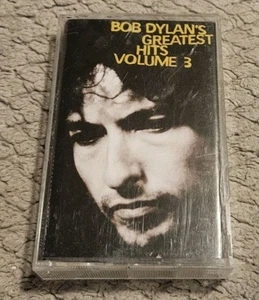 BOB DYLAN'S
GREATEST
HITS
VOLUME 3